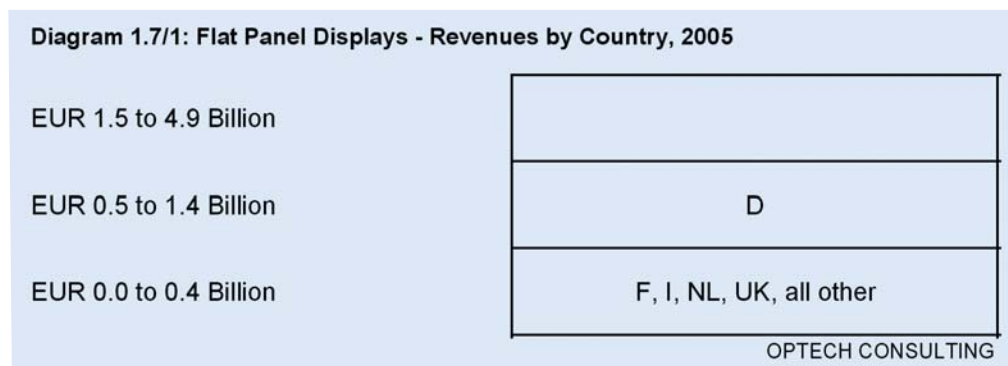 Diagram 1.7/1: Flat Panel Displays - Revenues by Country, 2005
EUR 1.5 to 4.9 Billion
EUR 0.5 to 1.4 Billion
D
EUR 0.0 to 0.4 Billion
F, I, NL, UK, all other
OPTECH CONSULTING